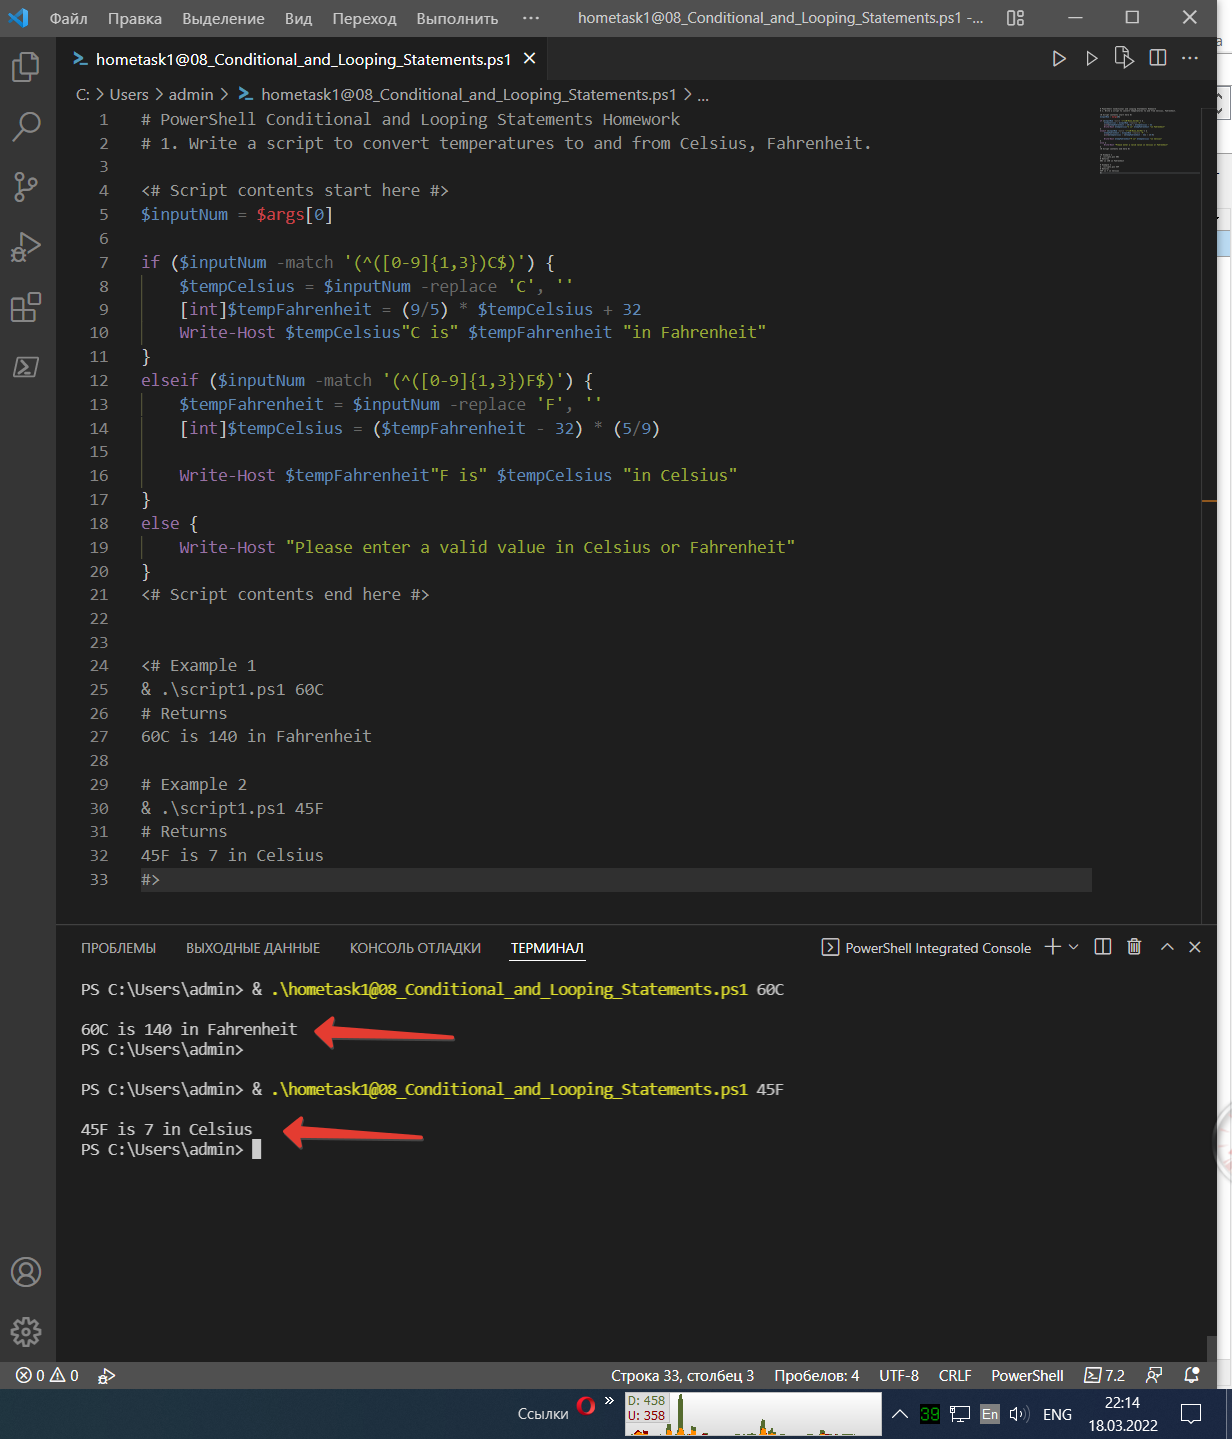 Файл Правка Выделение Вид Переход Выполнить ··· hometask1@08_Conditional_and_Looping_Statements.ps1 -...
hometask1@08_Conditional_and_Looping_Statements.ps1
C: > Users > admin > hometask1@08_Conditional_and_Looping_Statements.ps1 > ...
1 # PowerShell Conditional and Looping Statements Homework
2 # 1. Write a script to convert temperatures to and from Celsius, Fahrenheit.
3
4 <# Script contents start here #>
5 $inputNum = $args[0]
6
7 if ($inputNum -match '(^([0-9]{1,3})C$)') {
8 $tempCelsius = $inputNum -replace 'C', ''
9 [int]$tempFahrenheit = (9/5) * $tempCelsius + 32
10 Write-Host $tempCelsius"C is" $tempFahrenheit "in Fahrenheit"
11 }
12 elseif ($inputNum -match '(^([0-9]{1,3})F$)') {
13 $tempFahrenheit = $inputNum -replace 'F', ''
14 [int]$tempCelsius = ($tempFahrenheit - 32) * (5/9)
15
16 Write-Host $tempFahrenheit"F is" $tempCelsius "in Celsius"
17 }
18 else {
19 Write-Host "Please enter a valid value in Celsius or Fahrenheit"
20 }
21 <# Script contents end here #>
22
23
24 <# Example 1
25 & .\script1.ps1 60C
26 # Returns
27 60C is 140 in Fahrenheit
28
29 # Example 2
30 & .\script1.ps1 45F
31 # Returns
32 45F is 7 in Celsius
33 #>
ПРОБЛЕМЫ ВЫХОДНЫЕ ДАННЫЕ КОНСОЛЬ ОТЛАДКИ ТЕРМИНАЛ PowerShell Integrated Console
PS C:\Users\admin> & .\hometask1@08_Conditional_and_Looping_Statements.ps1 60C
60C is 140 in Fahrenheit
PS C:\Users\admin>
PS C:\Users\admin> & .\hometask1@08_Conditional_and_Looping_Statements.ps1 45F
45F is 7 in Celsius
PS C:\Users\admin>
0 0 Строка 33, столбец 3 Пробелов: 4 UTF-8 CRLF PowerShell 7.2
Ссылки » D: 458 39 En ENG 22:14
U: 358 18.03.2022